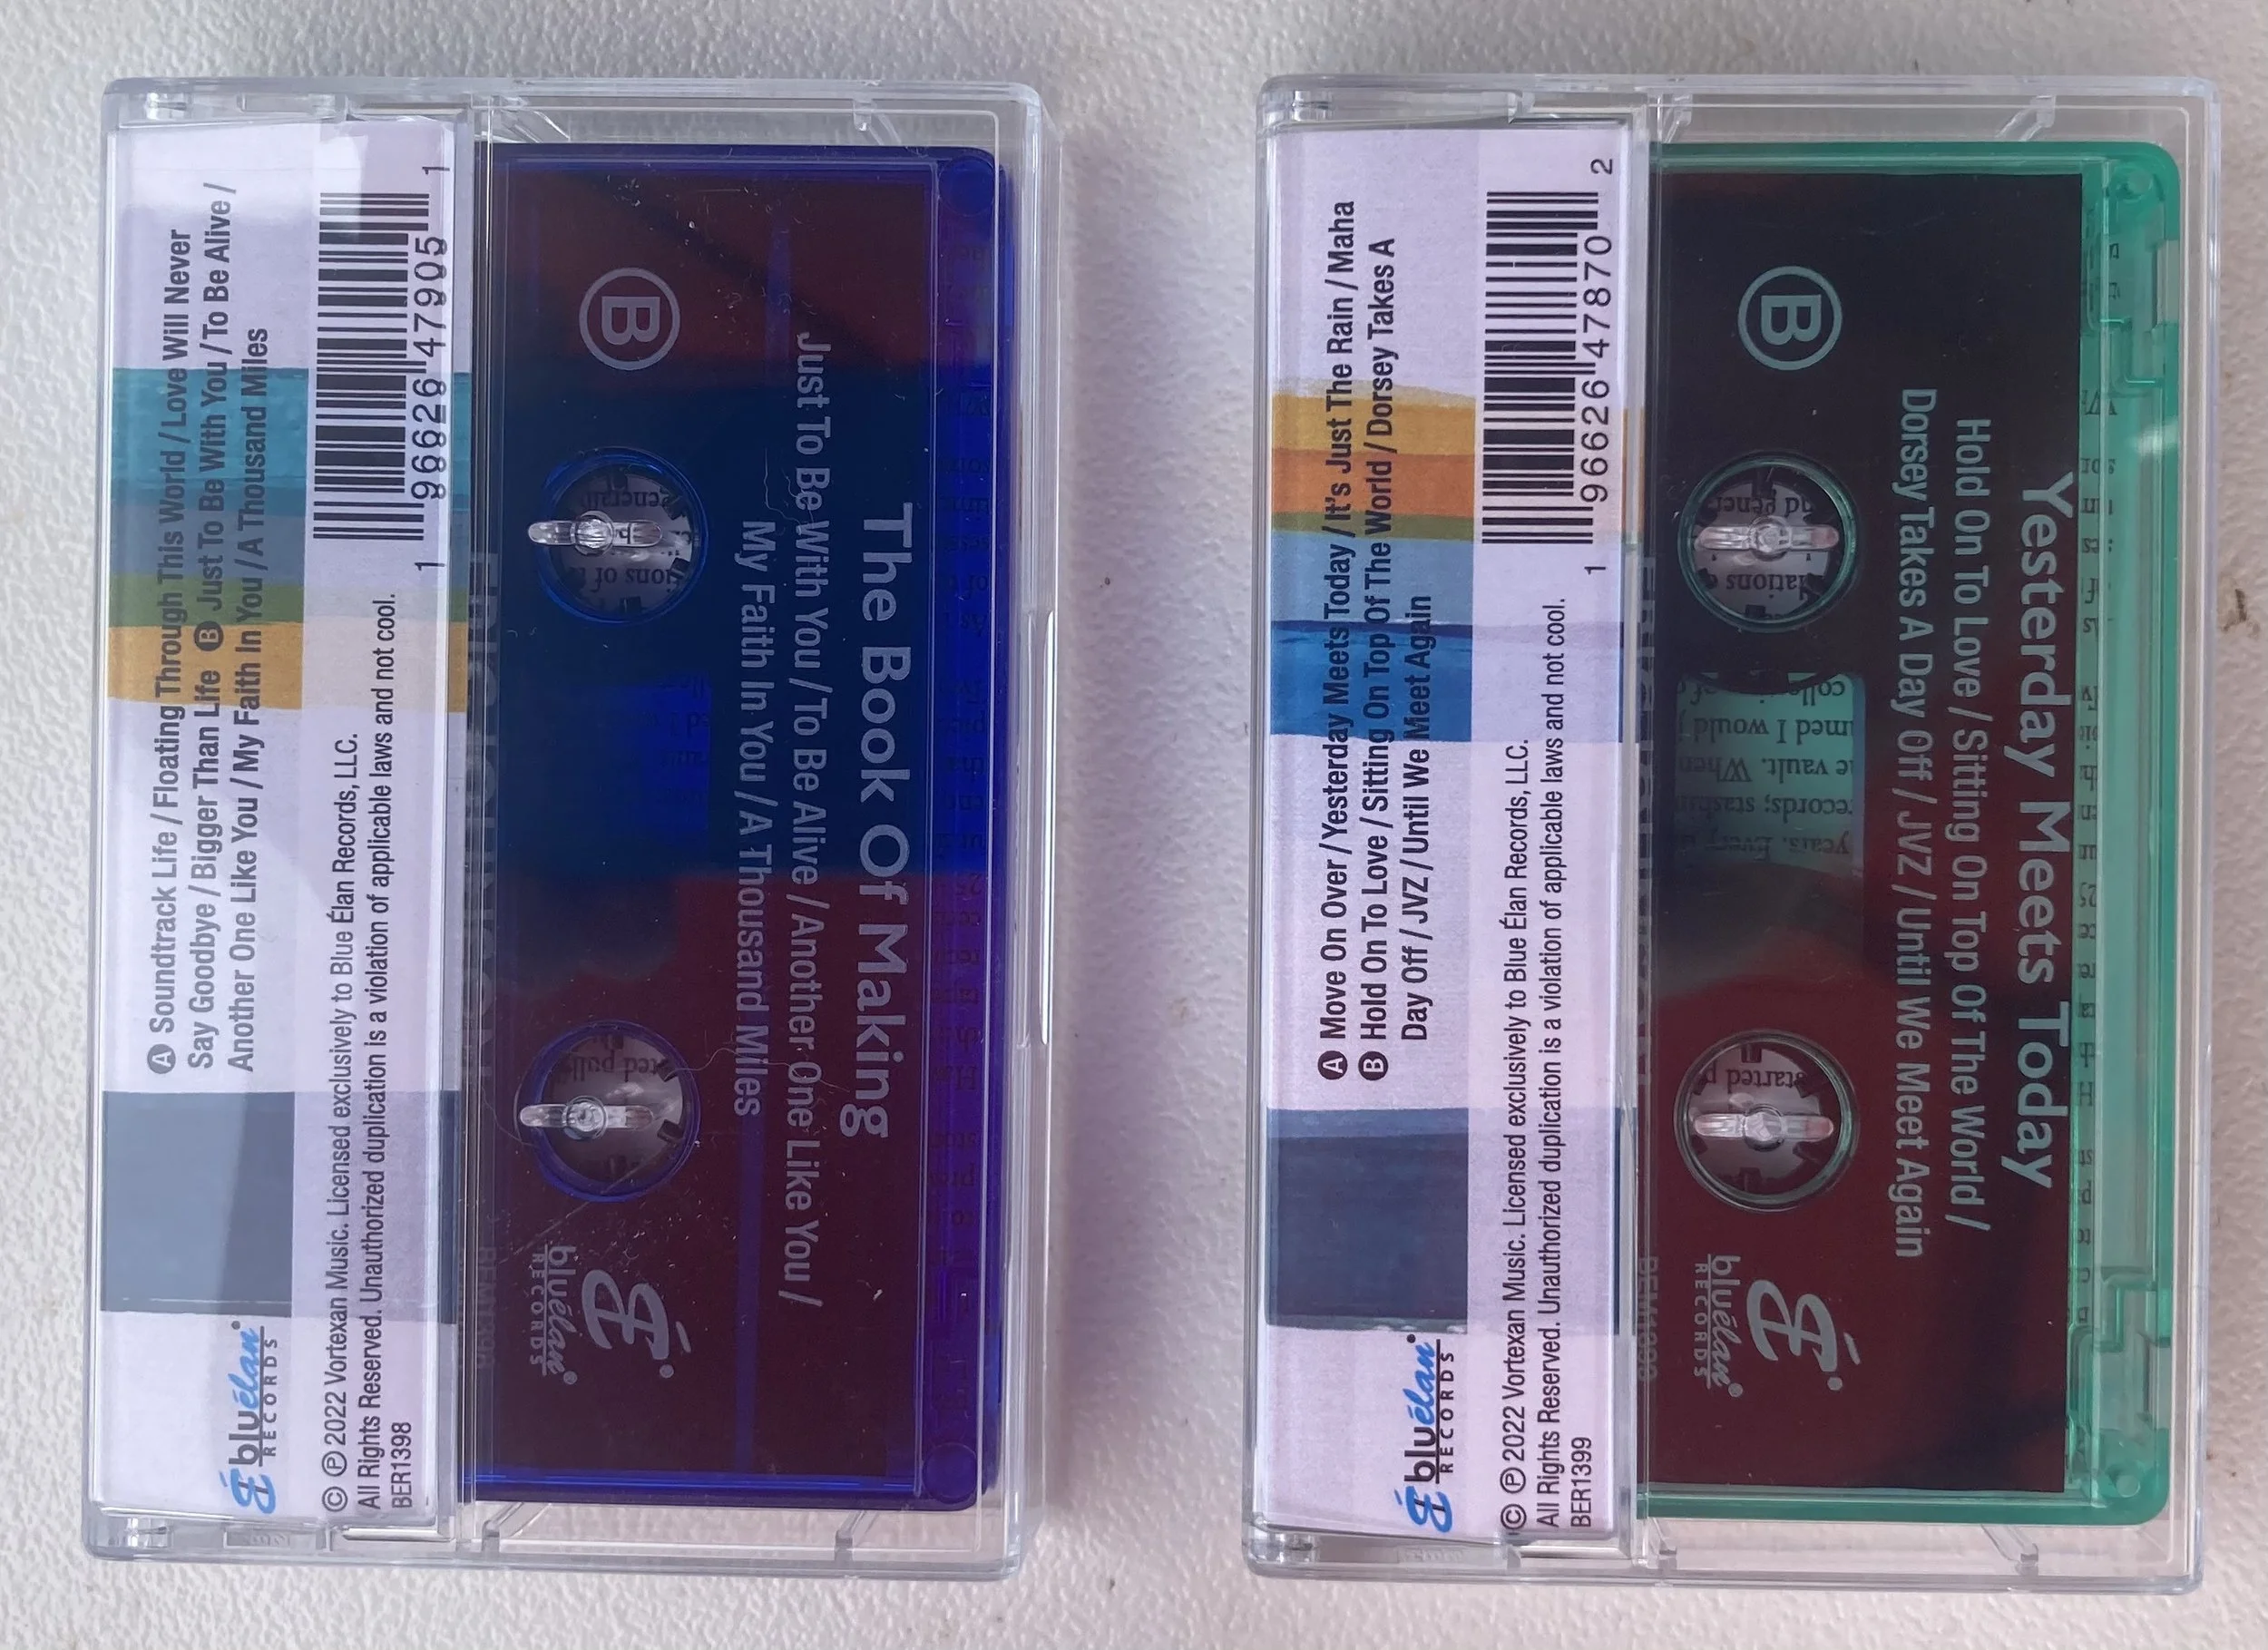 Ⓐ Soundtrack Life / Floating Through This World / Love Will Never
Say Goodbye / Bigger Than Life Ⓑ Just To Be With You / To Be Alive /
Another One Like You / My Faith In You / A Thousand Miles
bluélan®
RECORDS
© ℗ 2022 Vortexan Music. Licensed exclusively to Blue Élan Records, LLC.
All Rights Reserved. Unauthorized duplication is a violation of applicable laws and not cool.
BER1398
1 96626 47905 1
B
The Book Of Making
Just To Be With You / To Be Alive / Another One Like You /
My Faith In You / A Thousand Miles
bluélan®
RECORDS
Ⓐ Move On Over / Yesterday Meets Today / It's Just The Rain / Maha
Ⓑ Hold On To Love / Sitting On Top Of The World / Dorsey Takes A
Day Off / JVZ / Until We Meet Again
bluélan®
RECORDS
© ℗ 2022 Vortexan Music. Licensed exclusively to Blue Élan Records, LLC.
All Rights Reserved. Unauthorized duplication is a violation of applicable laws and not cool.
BER1399
1 96626 47870 2
B
Yesterday Meets Today
Hold On To Love / Sitting On Top Of The World /
Dorsey Takes A Day Off / JVZ / Until We Meet Again
bluélan®
RECORDS
I would
vault. When
records, 
years. Every
started